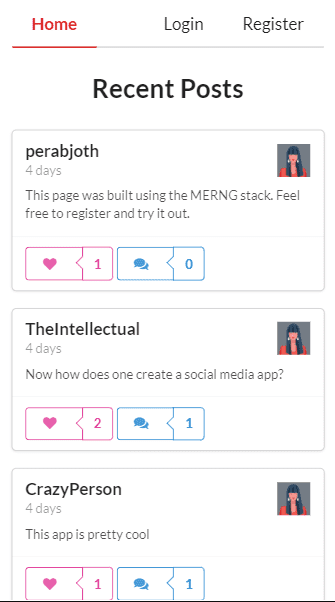 Home Login Register
Recent Posts
perabjoth
4 days
This page was built using the MERNG stack. Feel
free to register and try it out.
1 0
TheIntellectual
4 days
Now how does one create a social media app?
2 1
CrazyPerson
4 days
This app is pretty cool
1 1